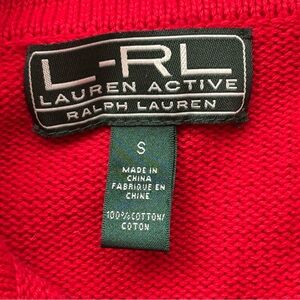 L-RL
LAUREN ACTIVE
RALPH LAUREN
S
MADE IN
CHINA
FABRIQUE EN
CHINE
100% COTTON/
COTON